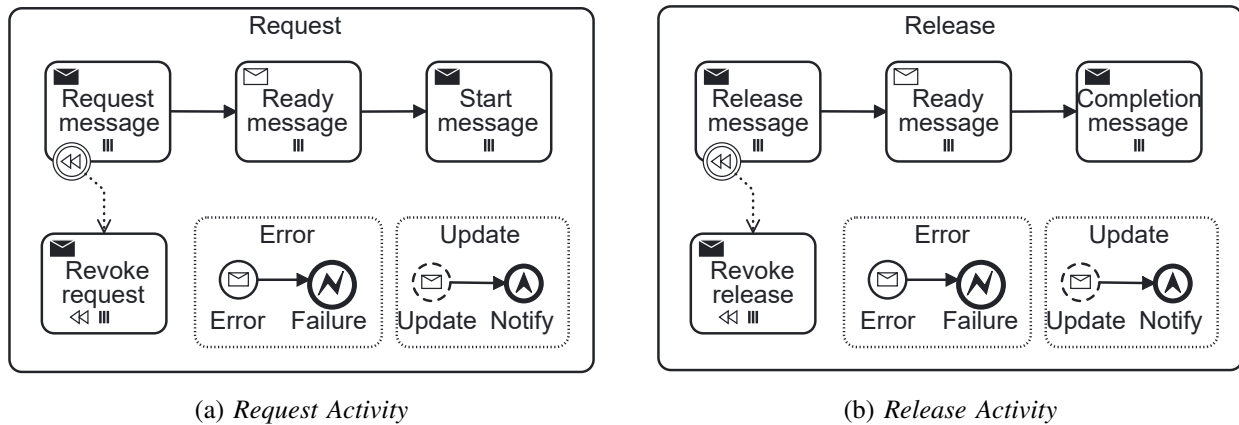 Request
Request
message
Ready
message
Start
message
Revoke
request
Error
Error
Failure
Update
Update
Notify
(a) Request Activity
Release
Release
message
Ready
message
Completion
message
Revoke
release
Error
Error
Failure
Update
Update
Notify
(b) Release Activity